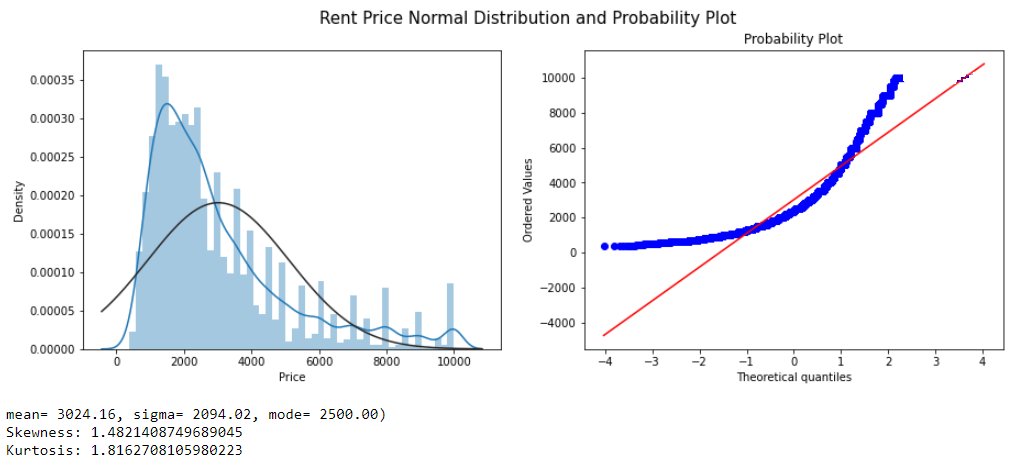 Rent Price Normal Distribution and Probability Plot
Probability Plot
0.00035
0.00030
0.00025
0.00020
0.00015
0.00010
0.00005
0.00000
Density
0 2000 4000 6000 8000 10000
Price
10000
8000
6000
4000
2000
0
−2000
−4000
Ordered Values
−4 −3 −2 −1 0 1 2 3 4
Theoretical quantiles
mean= 3024.16, sigma= 2094.02, mode= 2500.00)
Skewness: 1.4821408749689045
Kurtosis: 1.8162708105980223